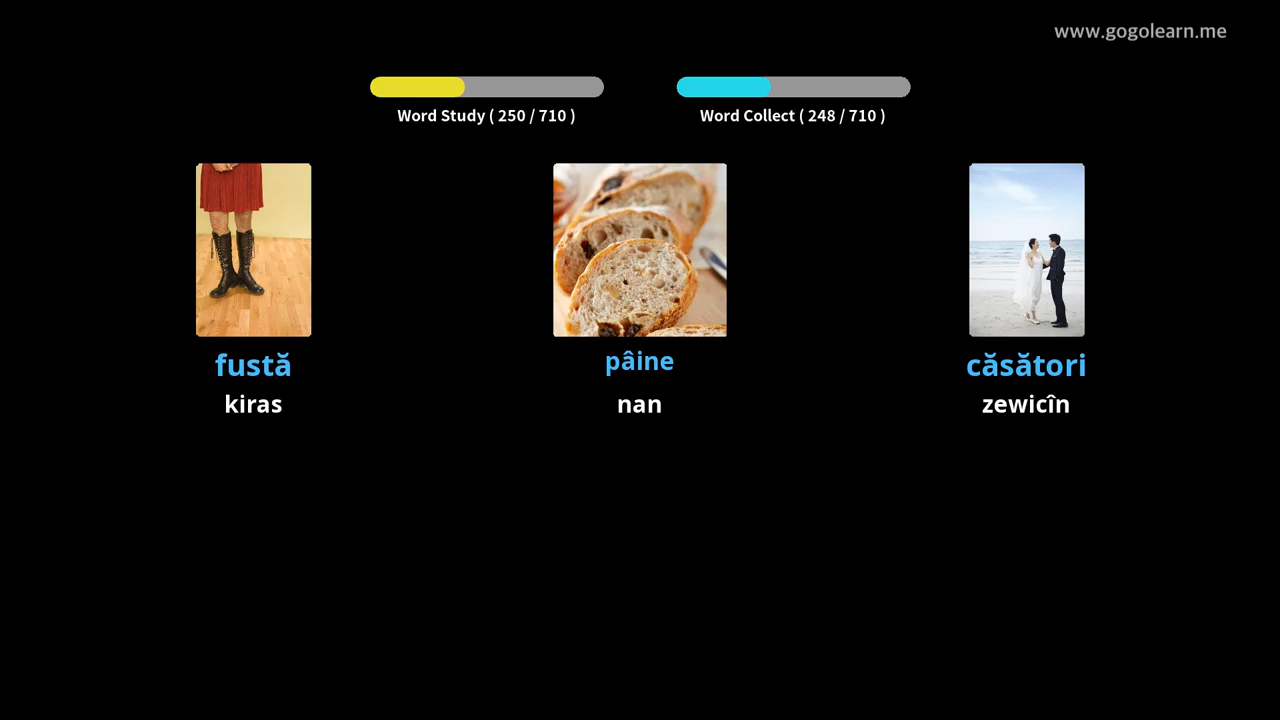 www.gogolearn.me
Word Study ( 250 / 710 )
Word Collect ( 248 / 710 )
fustă
kiras
pâine
nan
căsători
zewicîn